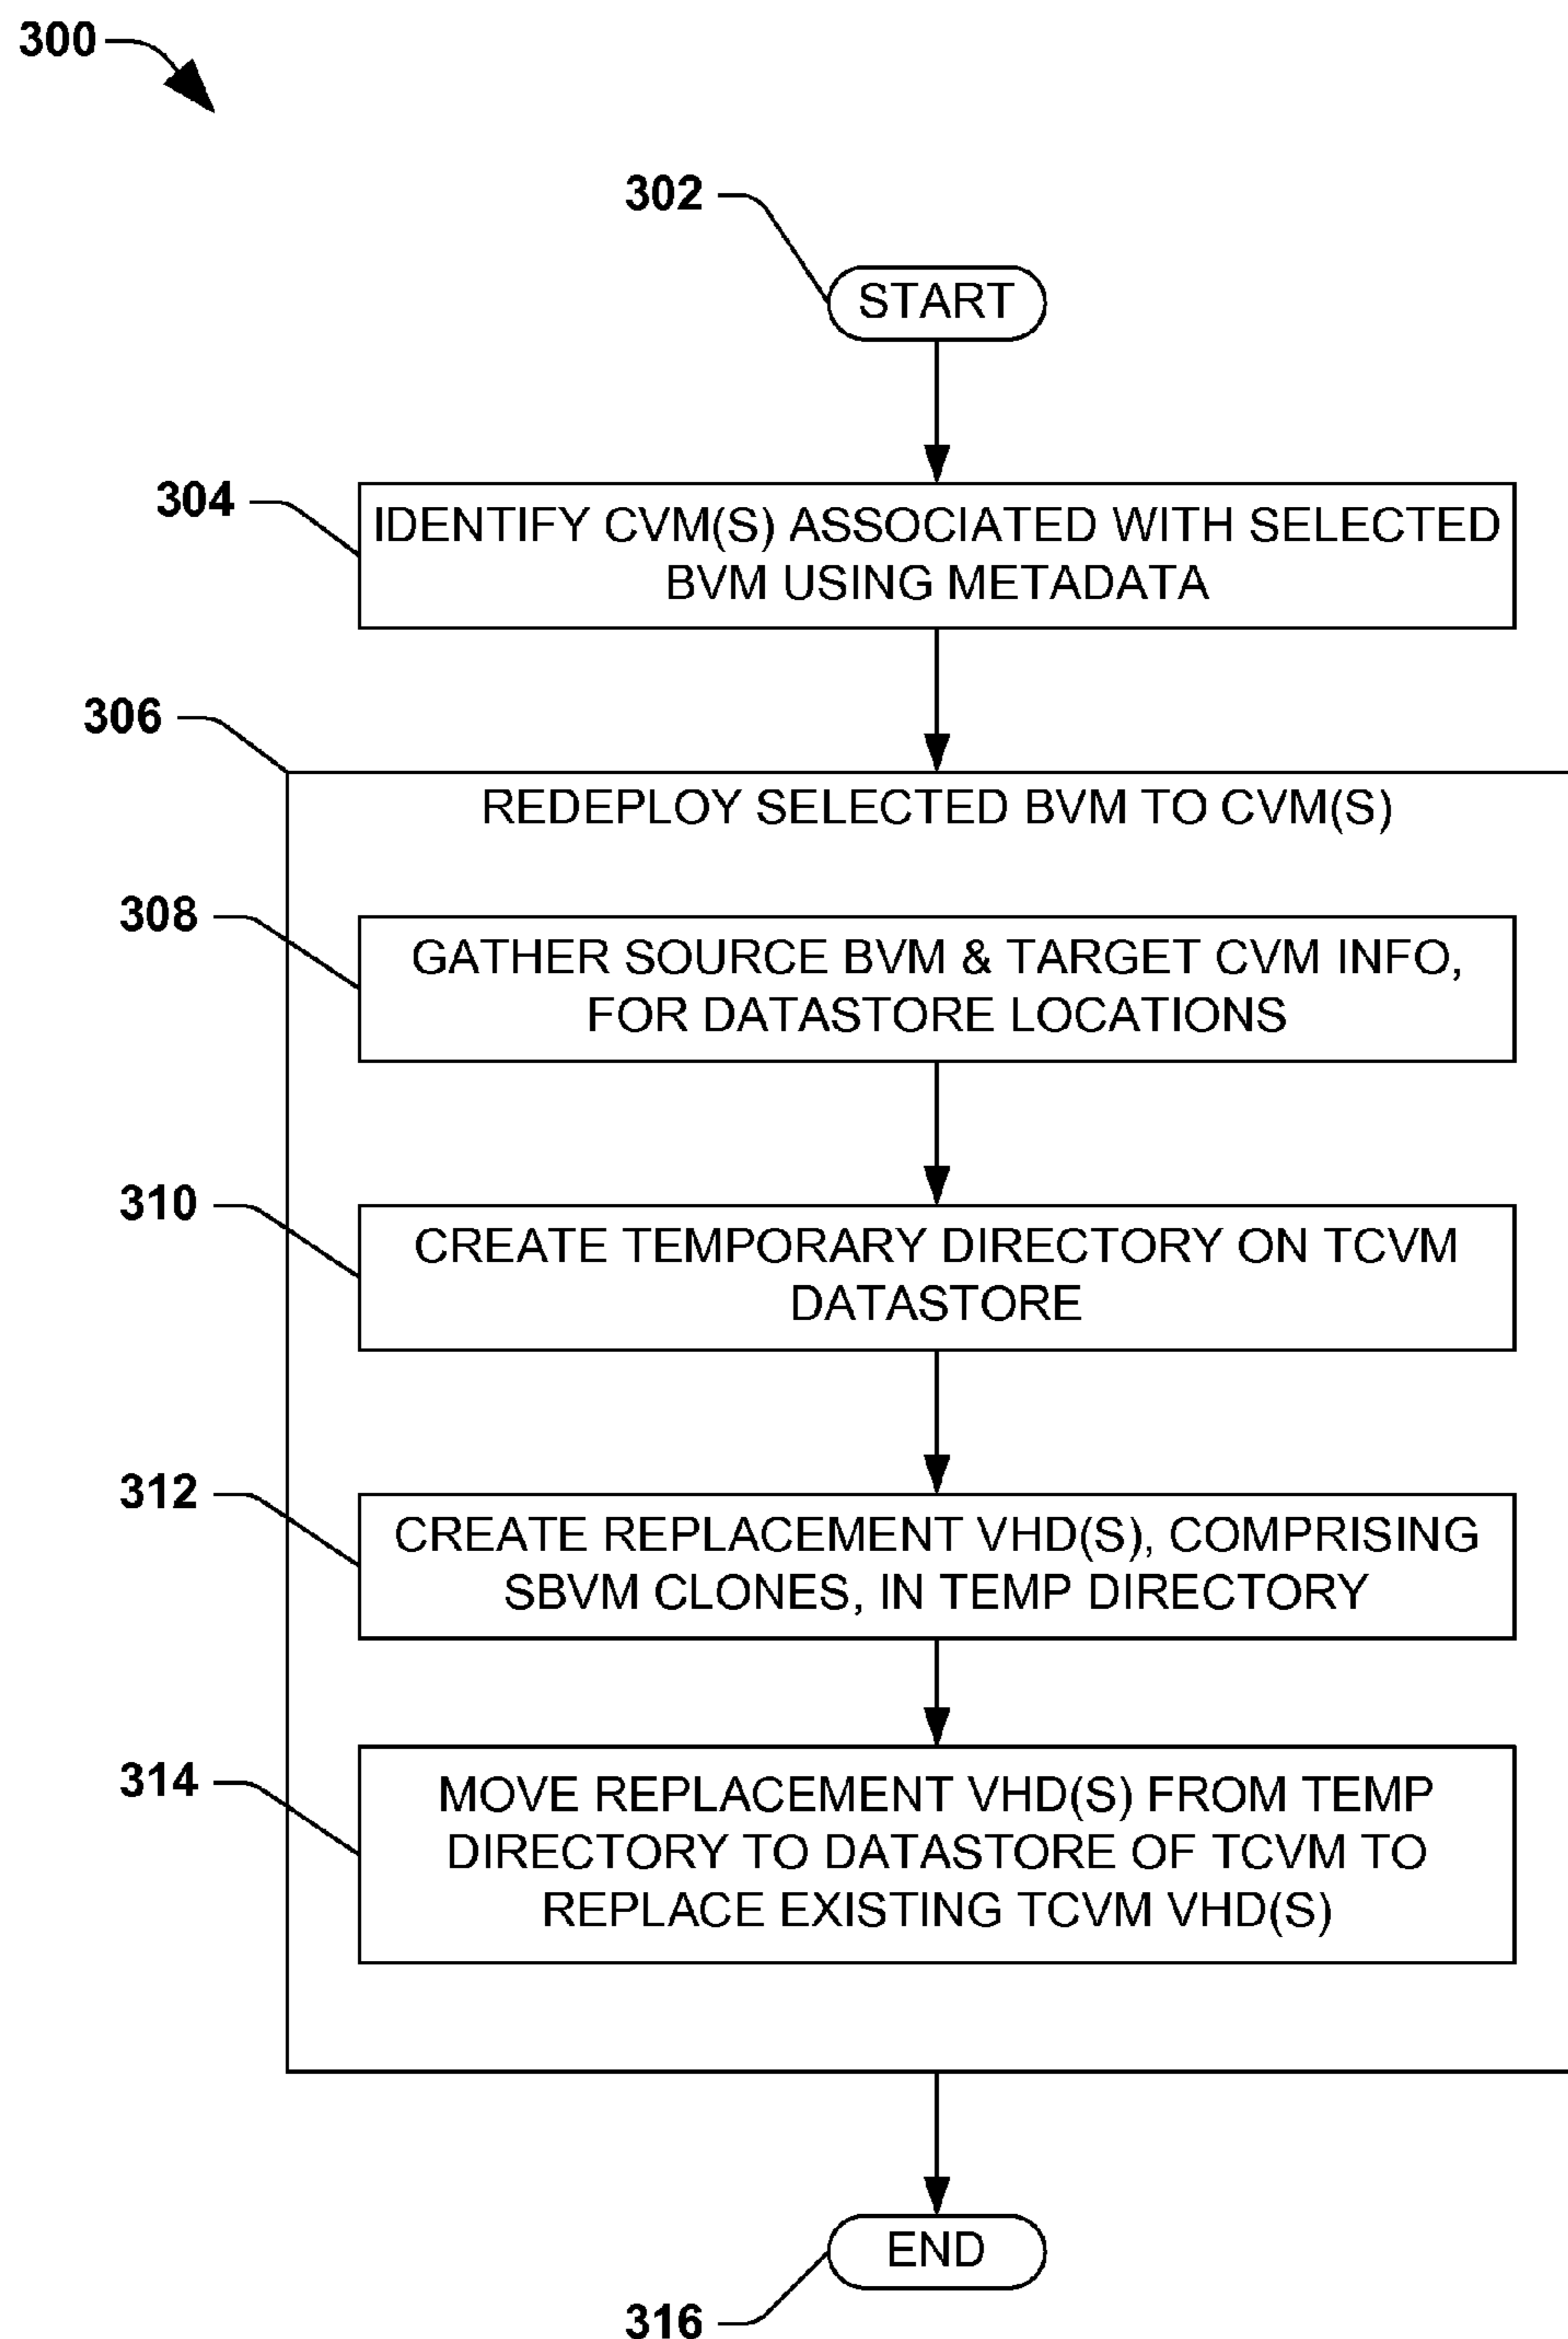 300
302
START
304
IDENTIFY CVM(S) ASSOCIATED WITH SELECTED
BVM USING METADATA
306
REDEPLOY SELECTED BVM TO CVM(S)
308
GATHER SOURCE BVM & TARGET CVM INFO,
FOR DATASTORE LOCATIONS
310
CREATE TEMPORARY DIRECTORY ON TCVM
DATASTORE
312
CREATE REPLACEMENT VHD(S), COMPRISING
SBVM CLONES, IN TEMP DIRECTORY
314
MOVE REPLACEMENT VHD(S) FROM TEMP
DIRECTORY TO DATASTORE OF TCVM TO
REPLACE EXISTING TCVM VHD(S)
END
316